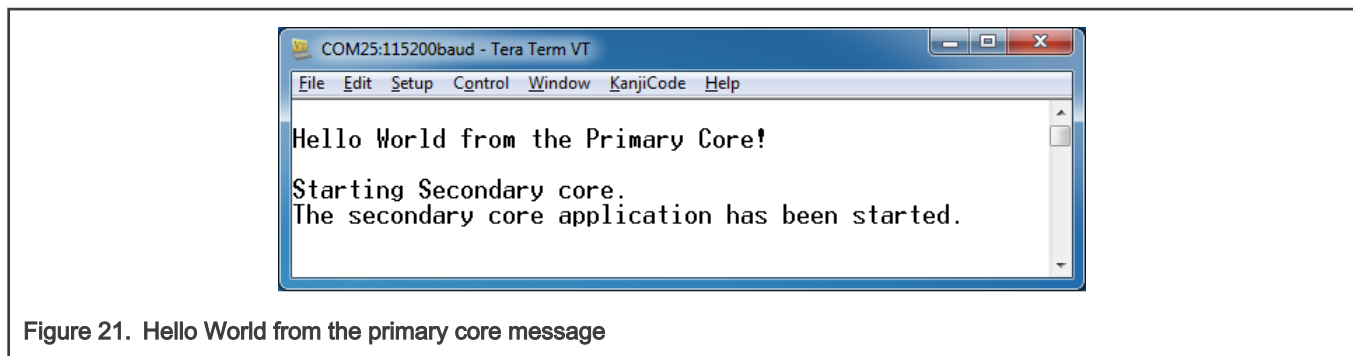 COM25:115200baud - Tera Term VT
File Edit Setup Control Window KanjiCode Help
Hello World from the Primary Core!
Starting Secondary core.
The secondary core application has been started.
Figure 21. Hello World from the primary core message